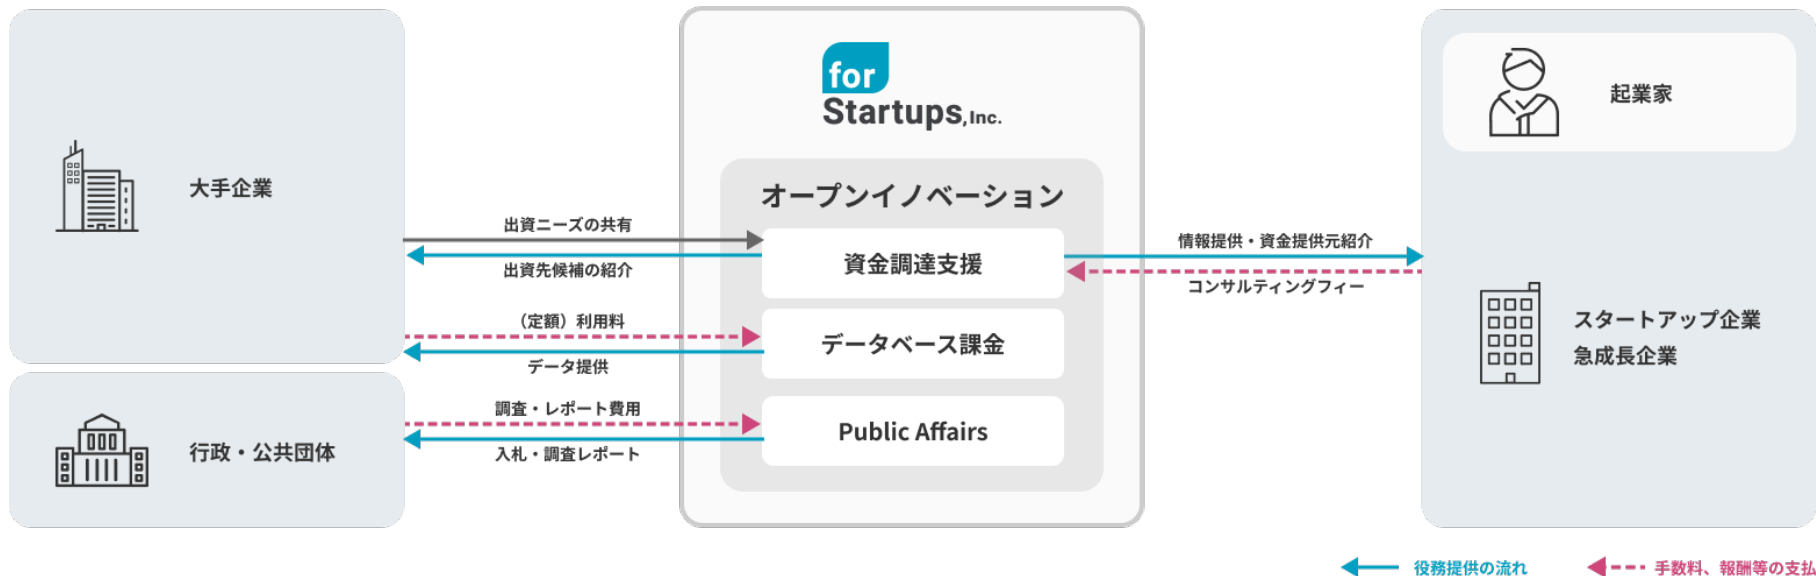 大手企業
行政・公共団体
出資ニーズの共有
出資先候補の紹介
（定額）利用料
データ提供
調査・レポート費用
入札・調査レポート
for
Startups,Inc.
オープンイノベーション
資金調達支援
データベース課金
Public Affairs
情報提供・資金提供元紹介
コンサルティングフィー
起業家
スタートアップ企業
急成長企業
役務提供の流れ
手数料、報酬等の支払